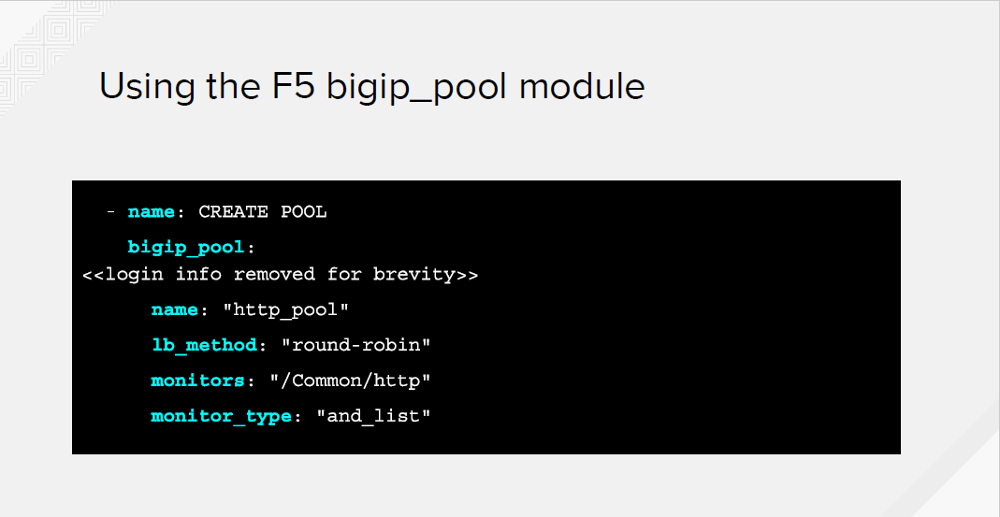 Using the F5 bigip_pool module
- name: CREATE POOL
bigip_pool:
<<login info removed for brevity>>
name: "http_pool"
lb_method: "round-robin"
monitors: "/Common/http"
monitor_type: "and_list"